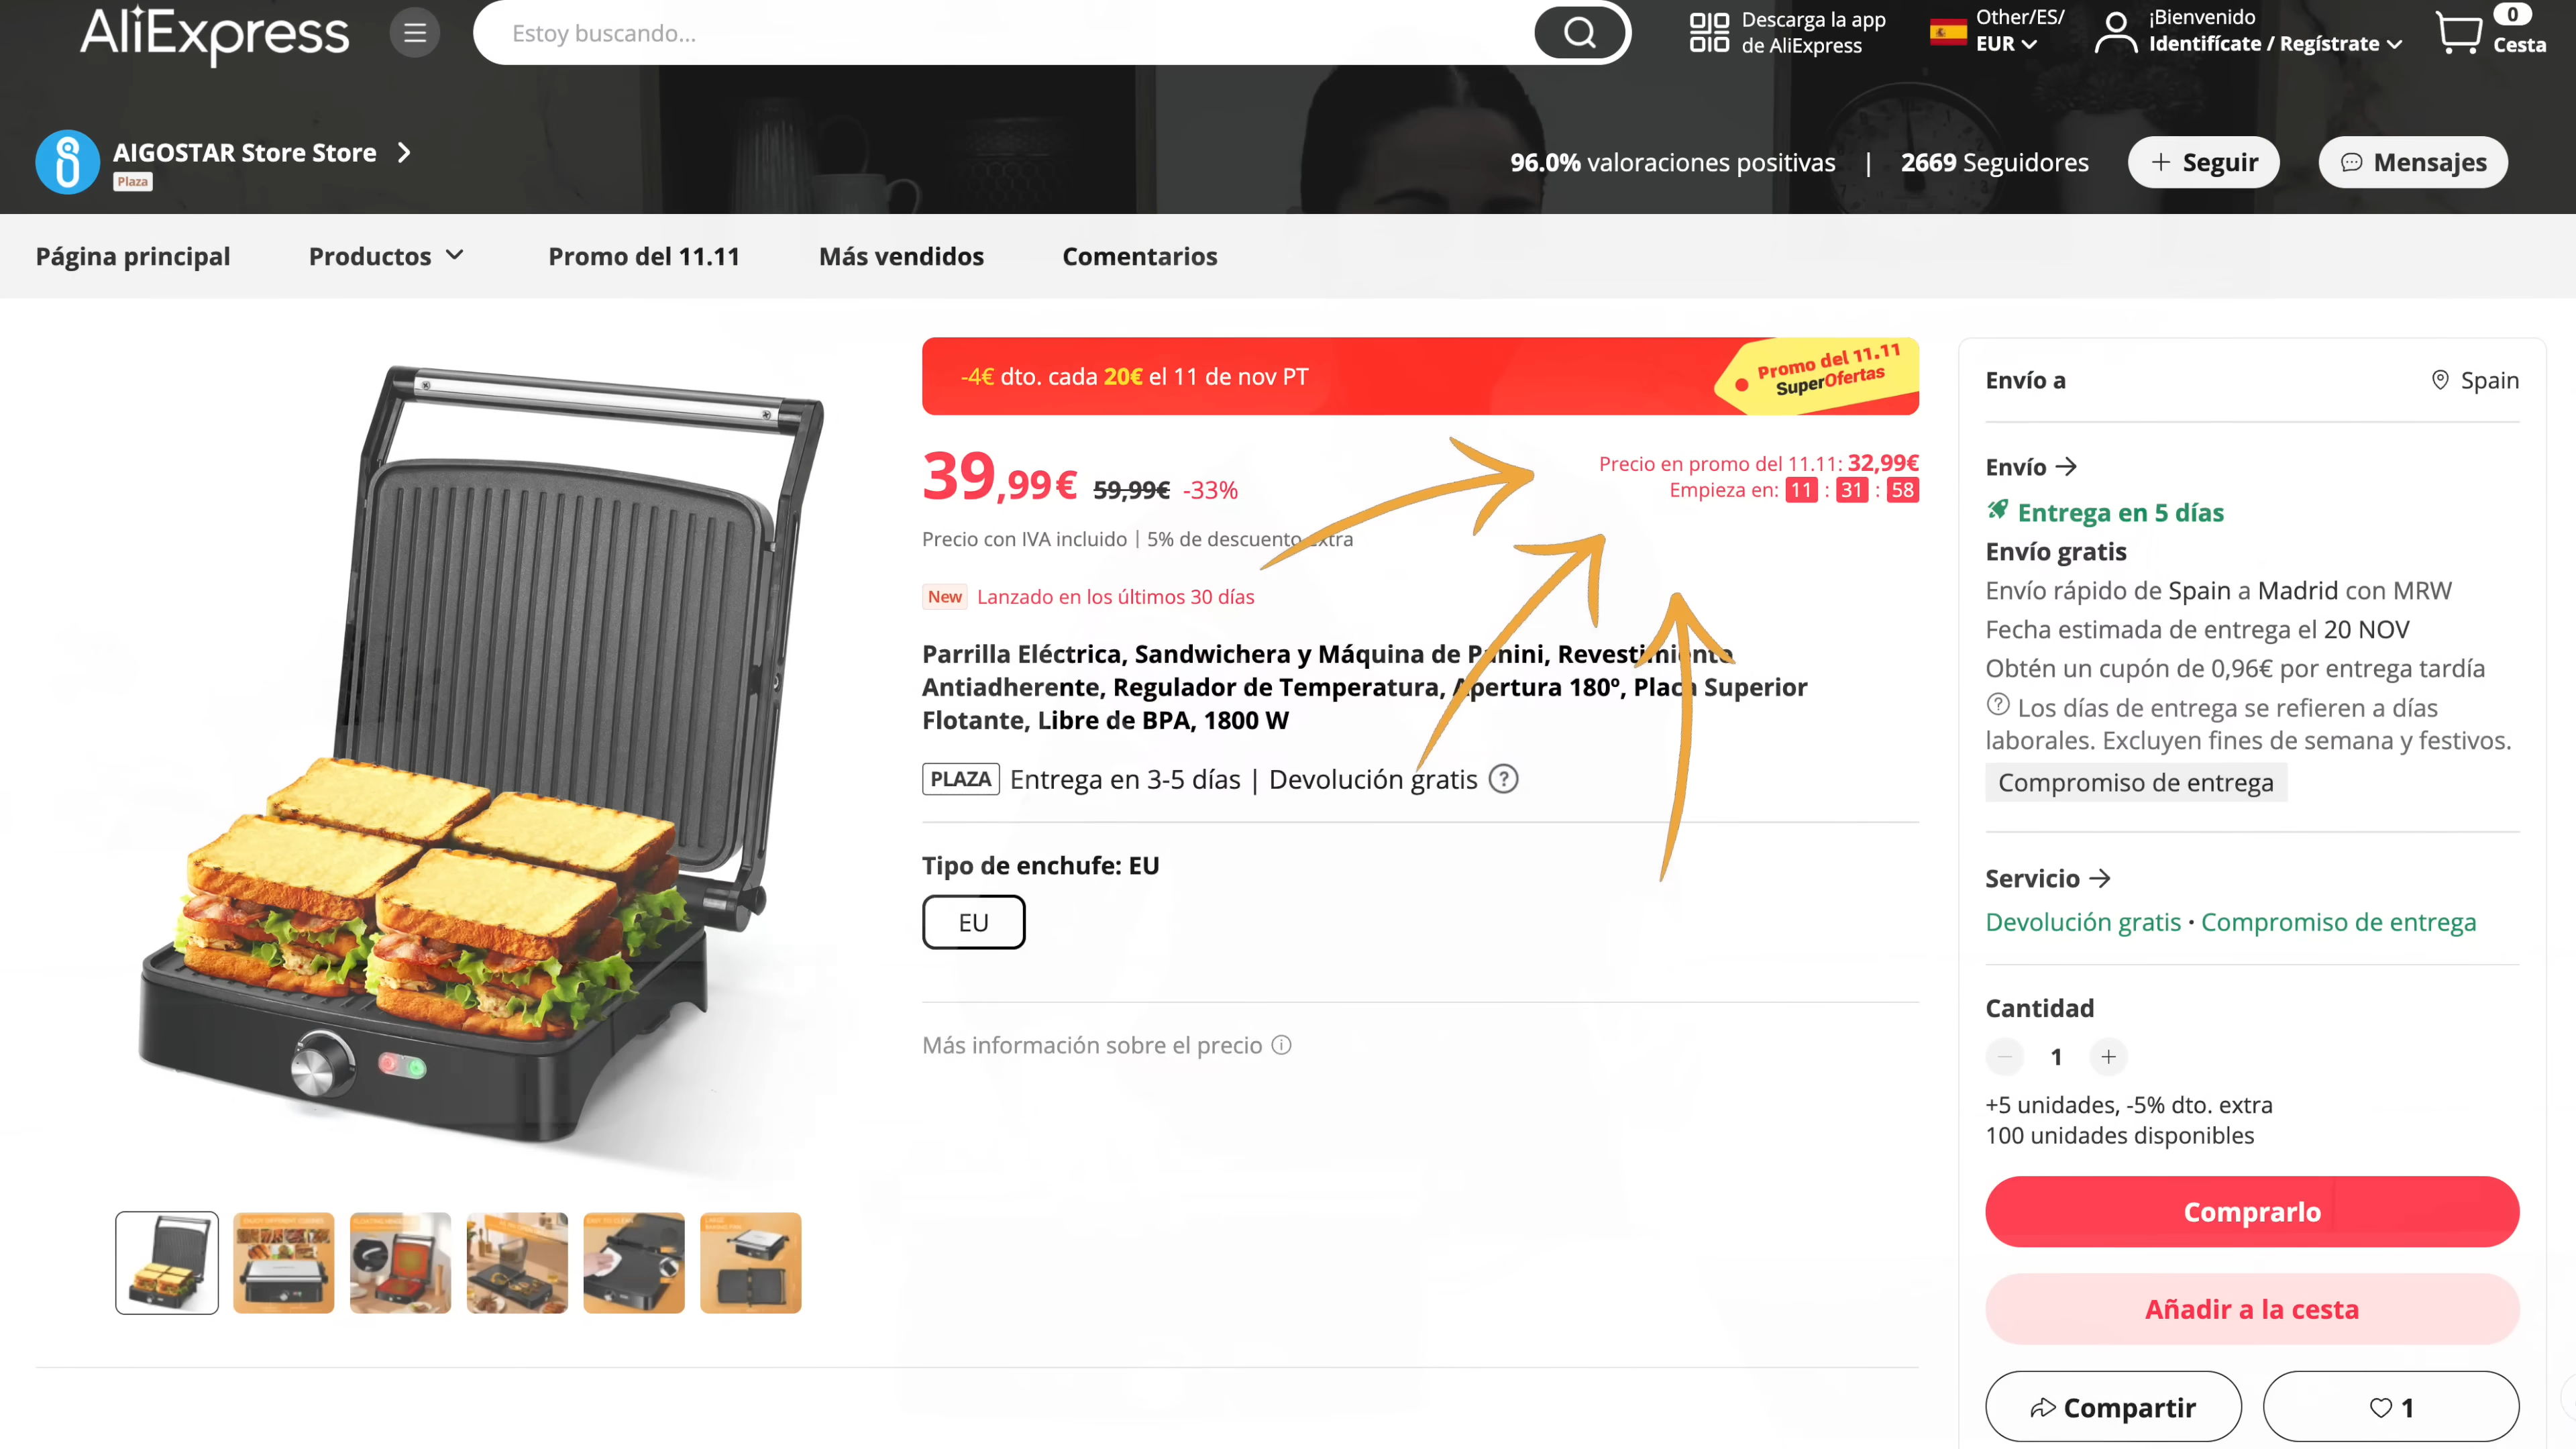 AliExpress
Estoy buscando...
Descarga la app
de AliExpress
Other/ES/
EUR
¡Bienvenido
Identifícate / Regístrate
0
Cesta
AIGOSTAR Store Store
Plaza
96.0% valoraciones positivas | 2669 Seguidores
+ Seguir
Mensajes
Página principal
Productos
Promo del 11.11
Más vendidos
Comentarios
-4€ dto. cada 20€ el 11 de nov PT
Promo del 11.11
SuperOfertas
39,99€ 59,99€ -33%
Precio en promo del 11.11: 32,99€
Empieza en: 11 : 31 : 58
Precio con IVA incluido | 5% de descuento extra
New Lanzado en los últimos 30 días
Parrilla Eléctrica, Sandwichera y Máquina de Panini, Revestimiento
Antiadherente, Regulador de Temperatura, Apertura 180º, Placa Superior
Flotante, Libre de BPA, 1800 W
PLAZA Entrega en 3-5 días | Devolución gratis ?
Tipo de enchufe: EU
EU
Más información sobre el precio
Envío a
Spain
Envío
Entrega en 5 días
Envío gratis
Envío rápido de Spain a Madrid con MRW
Fecha estimada de entrega el 20 NOV
Obtén un cupón de 0,96€ por entrega tardía
? Los días de entrega se refieren a días
laborales. Excluyen fines de semana y festivos.
Compromiso de entrega
Servicio
Devolución gratis · Compromiso de entrega
Cantidad
− 1 +
+5 unidades, -5% dto. extra
100 unidades disponibles
Comprarlo
Añadir a la cesta
Compartir
1